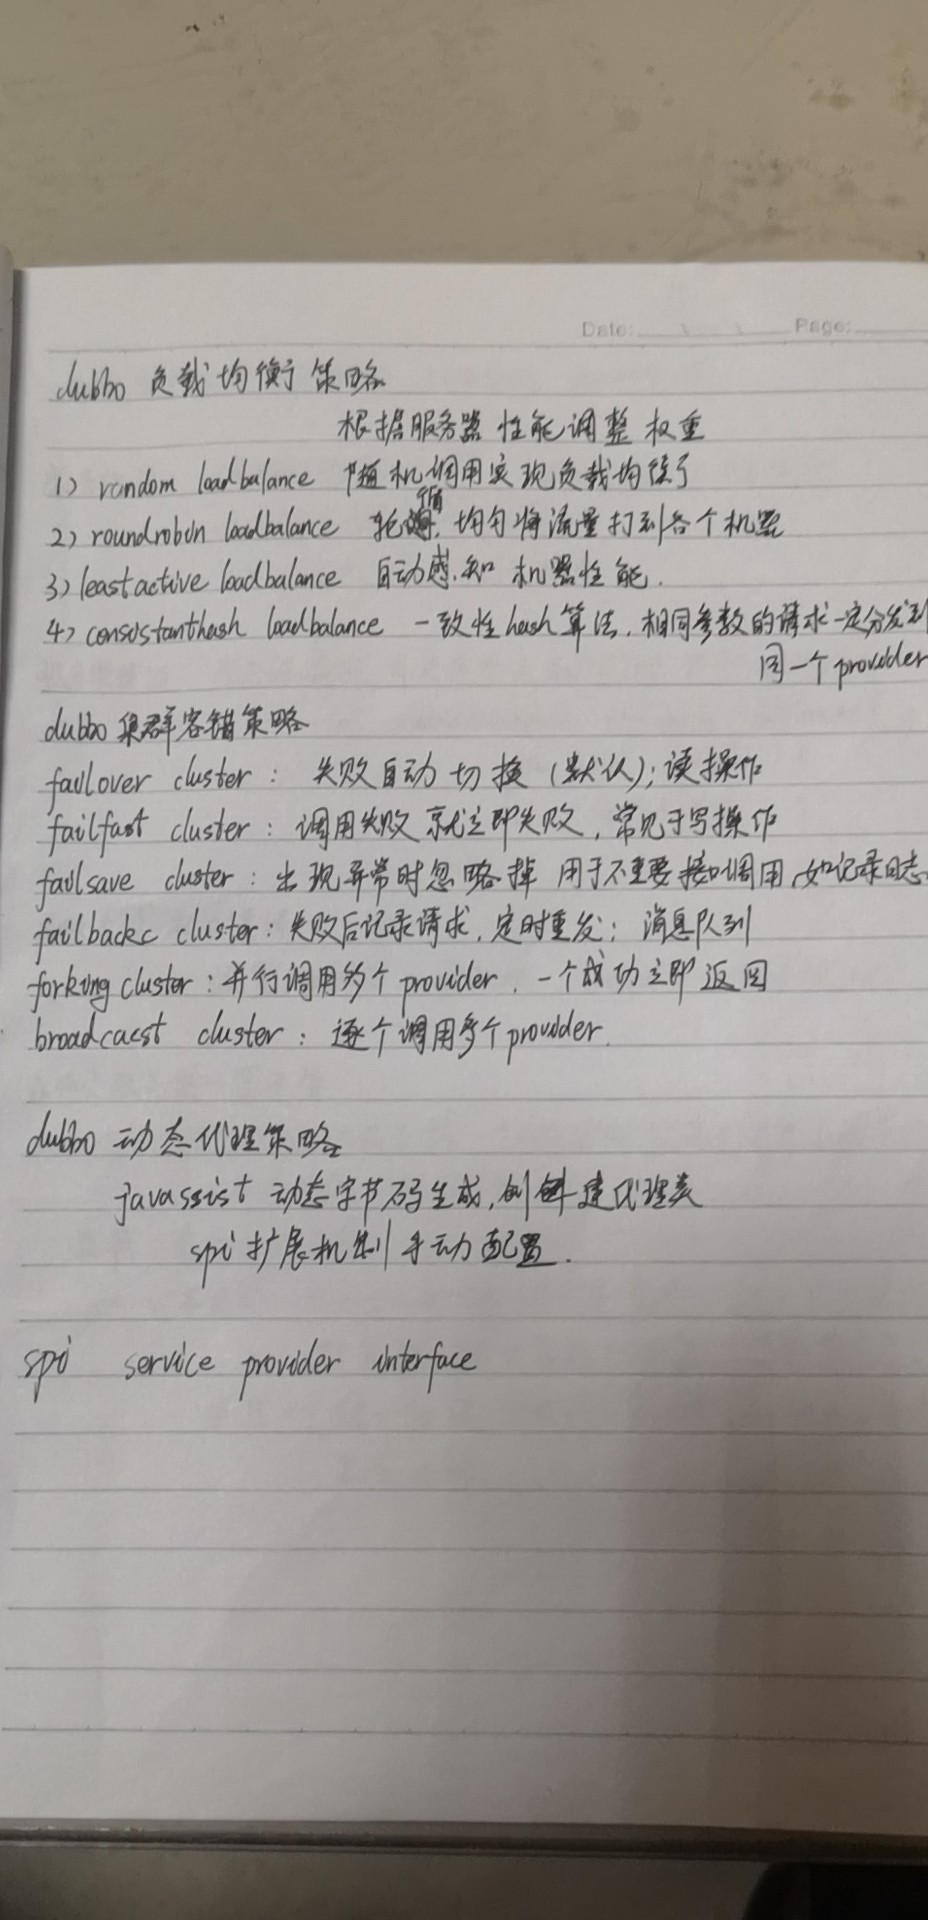 Date: Page:
dubbo 负载均衡策略
根据服务器性能调整权重
1) random loadbalance 随机调用实现负载均衡
2) roundrobin loadbalance 轮循, 均匀将流量打到各个机器
3) leastactive loadbalance 自动感知机器性能.
4) consistanthash loadbalance 一致性hash算法, 相同参数的请求一定分发到
同一个provider
dubbo 集群容错策略
failover cluster: 失败自动切换(默认); 读操作
failfast cluster: 调用失败就立即失败, 常见于写操作
failsave cluster: 出现异常时忽略掉 用于不重要接口调用,如记录日志.
failback cluster: 失败后记录请求, 定时重发; 消息队列
forking cluster: 并行调用多个provider, 一个成功立即返回
broadcast cluster: 逐个调用多个provider.
dubbo 动态代理策略
javassist 动态字节码生成, 创建代理类
spi 扩展机制手动配置.
spi service provider interface